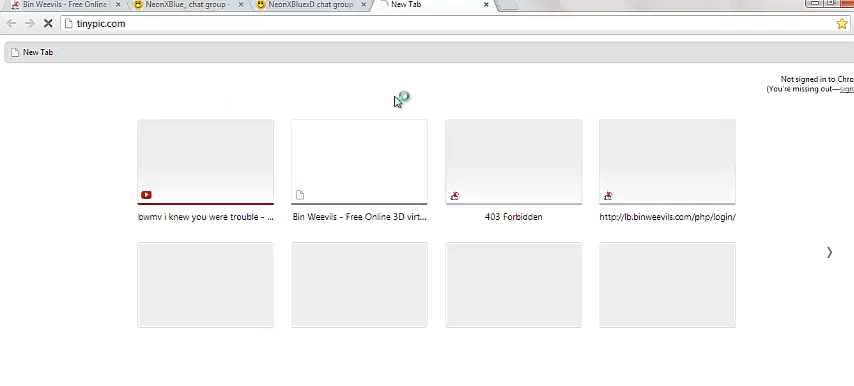 Bin Weevils - Free Online
NeonXBlue_ chat group -
NeonXBluexD chat group
New Tab
tinypic.com
New Tab
Not signed in to Chro
(You're missing out—sign
bwmv i knew you were trouble - ...
Bin Weevils - Free Online 3D virt...
403 Forbidden
http://lb.binweevils.com/php/login/